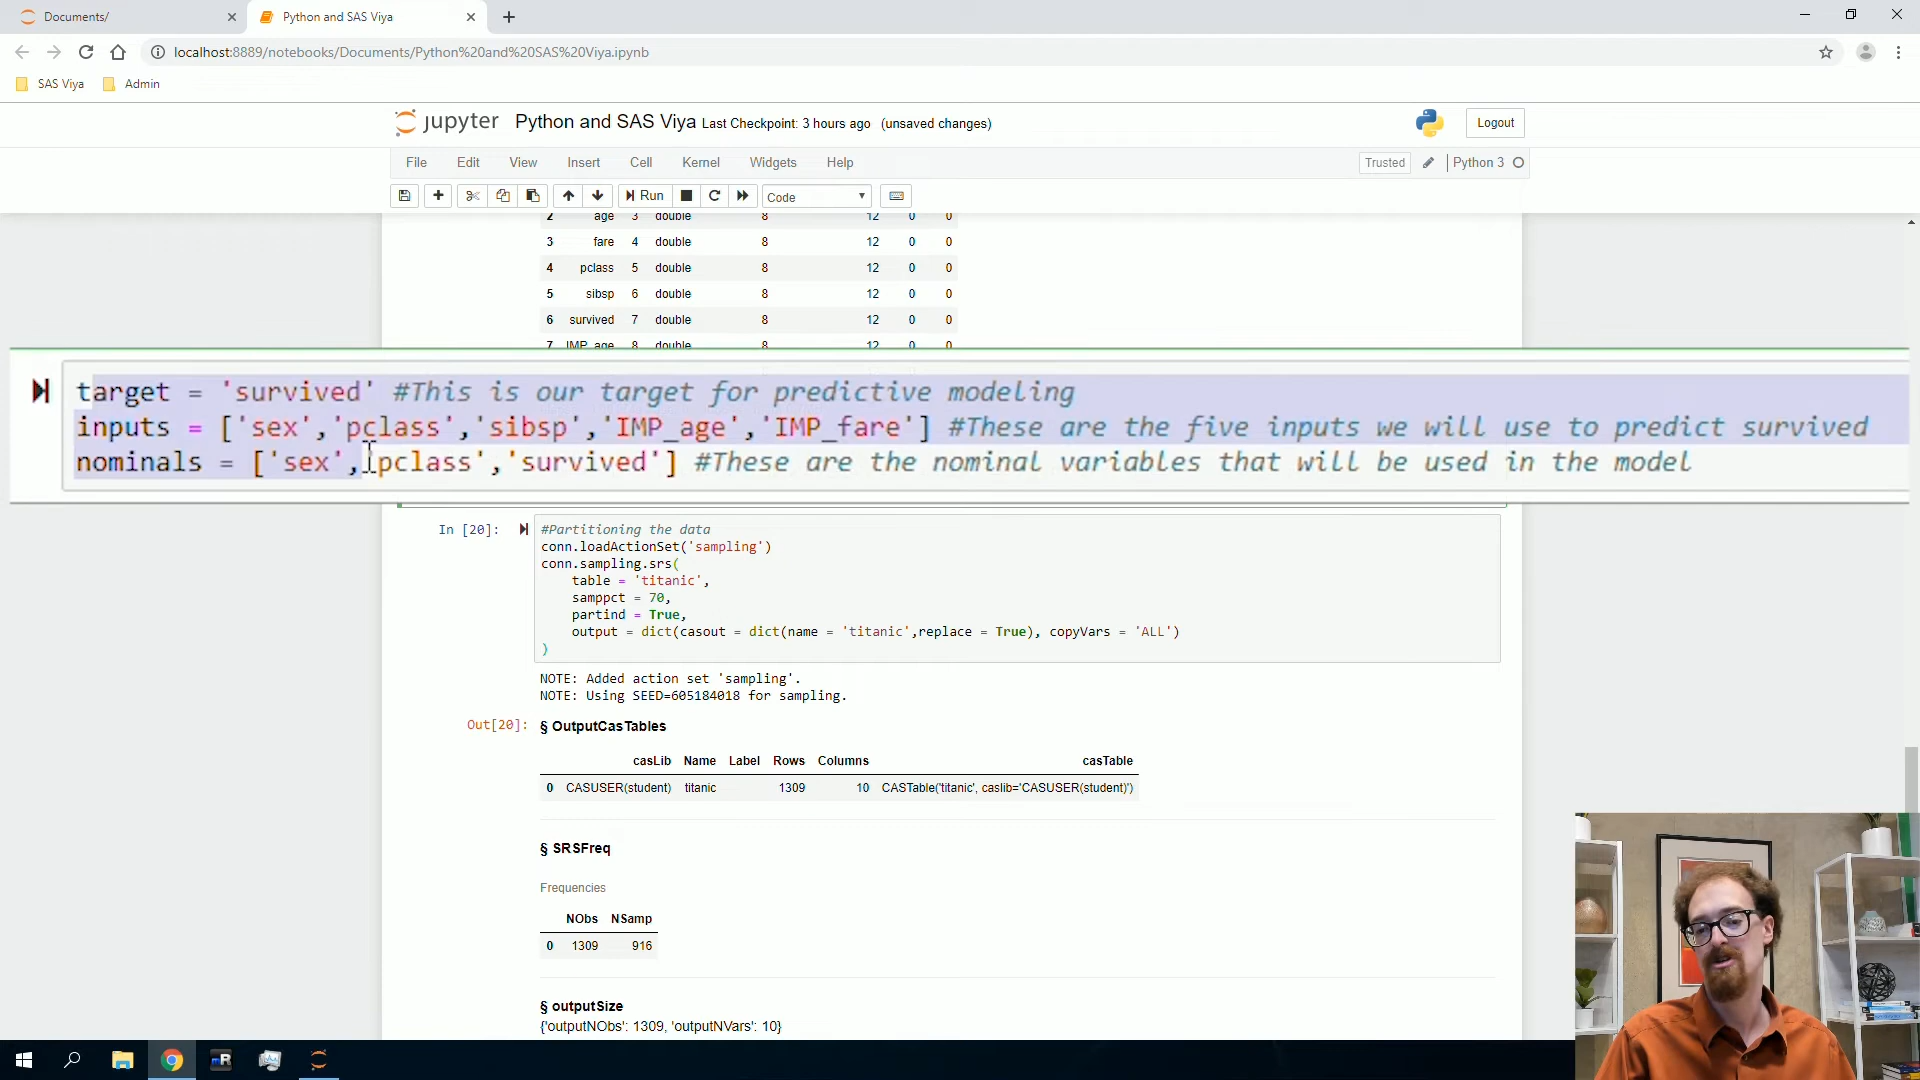 Documents/
Python and SAS Viya
localhost:8889/notebooks/Documents/Python%20and%20SAS%20Viya.ipynb
SAS Viya
Admin
jupyter Python and SAS Viya Last Checkpoint: 3 hours ago (unsaved changes)
Logout
File Edit View Insert Cell Kernel Widgets Help
Trusted
Python 3
Run
Code
2 age 3 double 8 12 0 0
3 fare 4 double 8 12 0 0
4 pclass 5 double 8 12 0 0
5 sibsp 6 double 8 12 0 0
6 survived 7 double 8 12 0 0
7 IMP_age 8 double 8 12 0 0
target = 'survived' #This is our target for predictive modeling
inputs = ['sex','pclass','sibsp','IMP_age','IMP_fare'] #These are the five inputs we will use to predict survived
nominals = ['sex','pclass','survived'] #These are the nominal variables that will be used in the model
In [20]:
#Partitioning the data
conn.loadActionSet('sampling')
conn.sampling.srs(
table = 'titanic',
samppct = 70,
partind = True,
output = dict(casout = dict(name = 'titanic',replace = True), copyVars = 'ALL')
)
NOTE: Added action set 'sampling'.
NOTE: Using SEED=605184018 for sampling.
Out[20]:
§ OutputCasTables
casLib Name Label Rows Columns casTable
0 CASUSER(student) titanic 1309 10 CASTable('titanic', caslib='CASUSER(student)')
§ SRSFreq
Frequencies
NObs NSamp
0 1309 916
§ outputSize
{'outputNObs': 1309, 'outputNVars': 10}